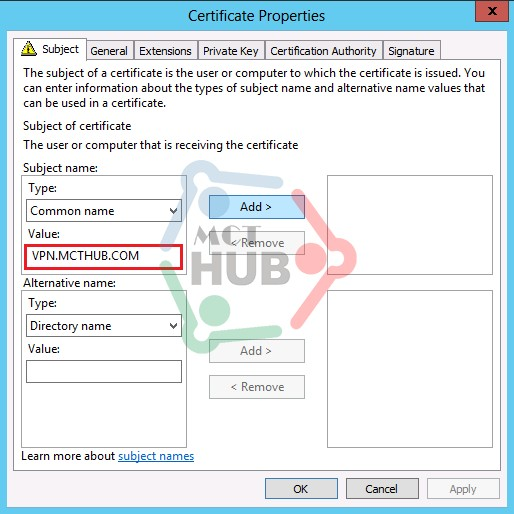 Certificate Properties
x
Subject General Extensions Private Key Certification Authority Signature
The subject of a certificate is the user or computer to which the certificate is issued. You
can enter information about the types of subject name and alternative name values that
can be used in a certificate.
Subject of certificate
The user or computer that is receiving the certificate
Subject name:
Type:
Common name
Add >
Value:
< Remove
VPN.MCTHUB.COM
MCT
HUB
Alternative name:
Type:
Directory name
Value:
Add >
< Remove
Learn more about subject names
OK Cancel Apply